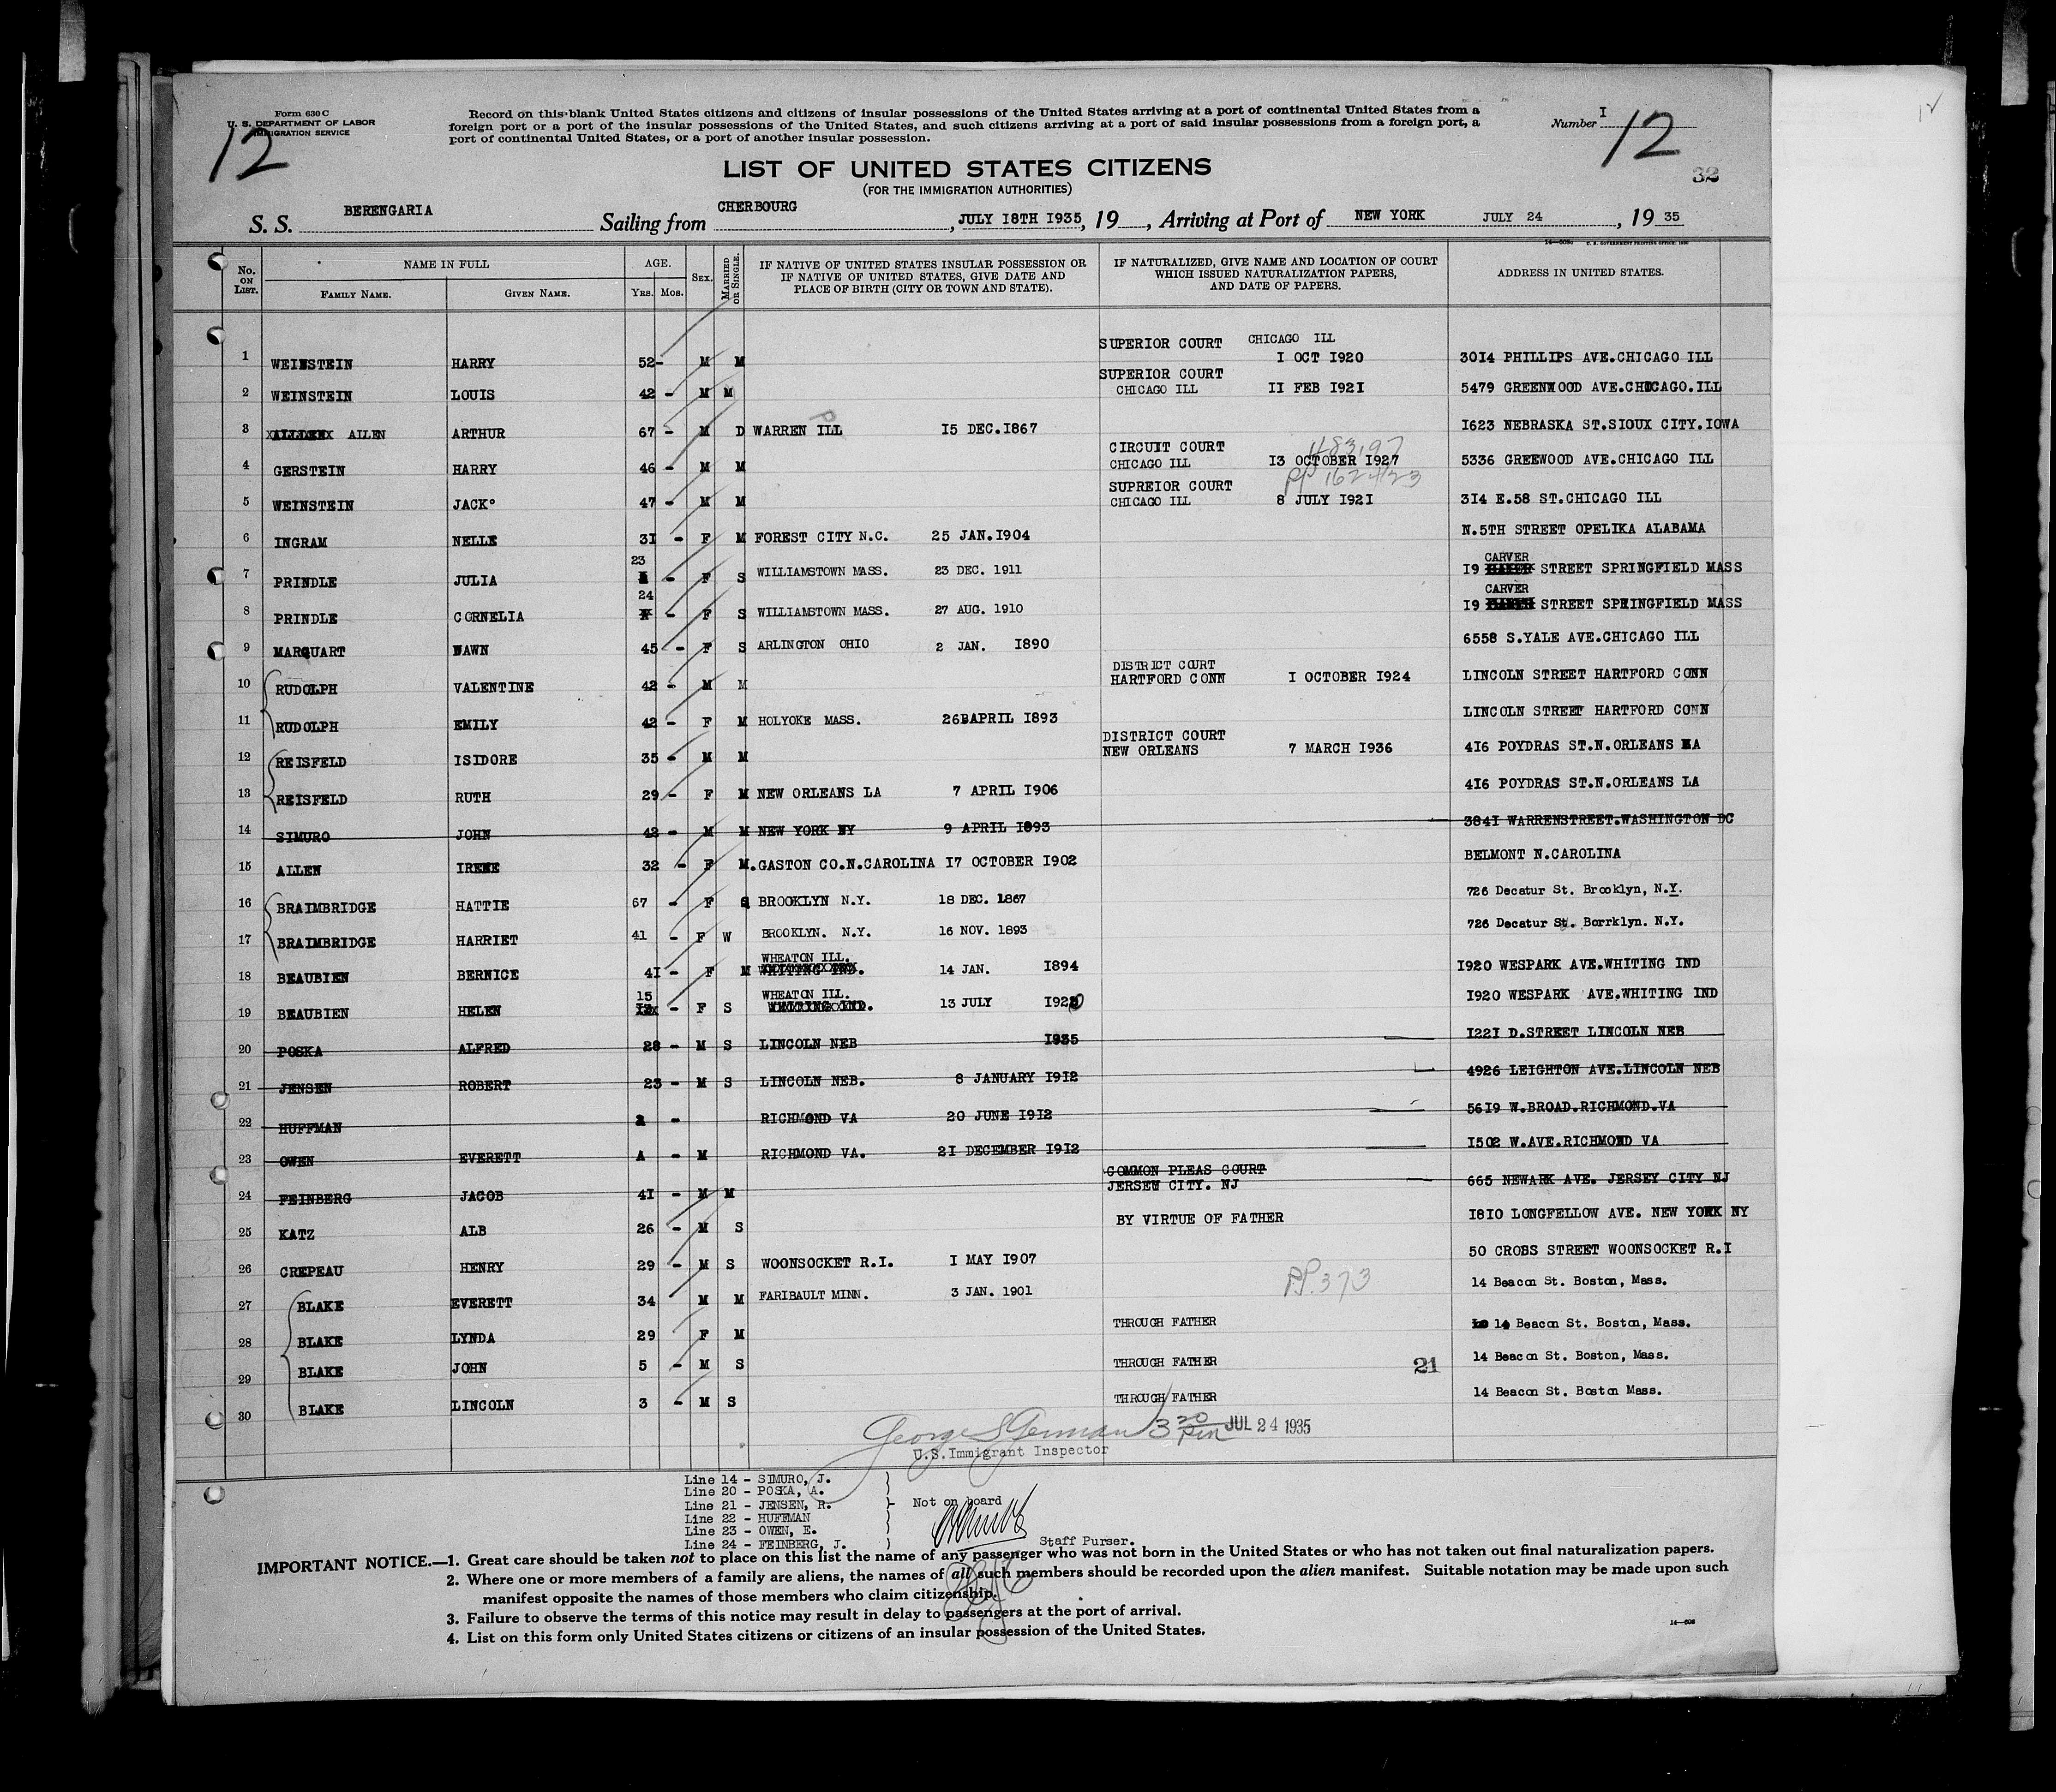 Form 630 C
U. S. DEPARTMENT OF LABOR
IMMIGRATION SERVICE
12
Record on this blank United States citizens and citizens of insular possessions of the United States arriving at a port of continental United States from a
foreign port or a port of the insular possessions of the United States, and such citizens arriving at a port of said insular possessions from a foreign port, a
port of continental United States, or a port of another insular possession.
Number I
12
32
LIST OF UNITED STATES CITIZENS
(FOR THE IMMIGRATION AUTHORITIES)
S. S. BERENGARIA Sailing from CHERBOURG, JULY 18TH 1935, 19 , Arriving at Port of NEW YORK JULY 24, 19 35
No. ON LIST. NAME IN FULL AGE. SEX. MARRIED OR SINGLE. IF NATIVE OF UNITED STATES INSULAR POSSESSION OR IF NATIVE OF UNITED STATES, GIVE DATE AND PLACE OF BIRTH (CITY OR TOWN AND STATE). IF NATURALIZED, GIVE NAME AND LOCATION OF COURT WHICH ISSUED NATURALIZATION PAPERS, AND DATE OF PAPERS. ADDRESS IN UNITED STATES.
FAMILY NAME. GIVEN NAME. YRS. MOS.
SUPERIOR COURT CHICAGO ILL
1 WEINSTEIN HARRY 52- M M I OCT 1920 3014 PHILLIPS AVE.CHICAGO ILL
SUPERIOR COURT
2 WEINSTEIN LOUIS 42 - M M CHICAGO ILL II FEB 1921 5479 GREENWOOD AVE.CHICAGO.ILL
3 ALLEN ARTHUR 67 - M D WARREN ILL 15 DEC.1867 1623 NEBRASKA ST.SIOUX CITY.IOWA
CIRCUIT COURT
4 GERSTEIN HARRY 46 - M M CHICAGO ILL 13 OCTOBER 1927 5336 GREEWOOD AVE.CHICAGO ILL
SUPREIOR COURT
5 WEINSTEIN JACK 47 - M M CHICAGO ILL 8 JULY 1921 314 E.58 ST.CHICAGO ILL
6 INGRAM NELLE 31 - F M FOREST CITY N.C. 25 JAN.1904 N.5TH STREET OPELIKA ALABAMA
23 CARVER
7 PRINDLE JULIA - F S WILLIAMSTOWN MASS. 23 DEC. 1911 19 STREET SPRINGFIELD MASS
24 CARVER
8 PRINDLE CORNELIA - F S WILLIAMSTOWN MASS. 27 AUG. 1910 19 STREET SPRINGFIELD MASS
9 MARQUART DAWN 45 - F S ARLINGTON OHIO 2 JAN. 1890 6558 S.YALE AVE.CHICAGO ILL
DISTRICT COURT
10 RUDOLPH VALENTINE 42 - M M HARTFORD CONN I OCTOBER 1924 LINCOLN STREET HARTFORD CONN
11 RUDOLPH EMILY 42 - F M HOLYOKE MASS. 26BAPRIL 1893 LINCOLN STREET HARTFORD CONN
DISTRICT COURT
12 REISFELD ISIDORE 35 - M M NEW ORLEANS 7 MARCH 1936 416 POYDRAS ST.N.ORLEANS LA
13 REISFELD RUTH 29 - F M NEW ORLEANS LA 7 APRIL 1906 416 POYDRAS ST.N.ORLEANS LA
14 SIMURO JOHN 42 - M M NEW YORK NY 9 APRIL 1893 3841 WARRENSTREET.WASHINGTON DC
15 ALLEN IRENE 32 - F M.GASTON CO.N.CAROLINA 17 OCTOBER 1902 BELMONT N.CAROLINA
16 BRAIMBRIDGE HATTIE 67 - F S BROOKLYN N.Y. 18 DEC. 1867 726 Decatur St. Brooklyn, N.Y.
17 BRAIMBRIDGE HARRIET 41 - F W BROOKLYN. N.Y. 16 NOV. 1893 726 Decatur St. Borrklyn. N.Y.
WHEATON ILL.
18 BEAUBIEN BERNICE 41 - F M WHITING IND. 14 JAN. 1894 1920 WESPARK AVE.WHITING IND
15 WHEATON ILL.
19 BEAUBIEN HELEN - F S WHITING IND. 13 JULY 1920 1920 WESPARK AVE.WHITING IND
20 POSKA ALFRED 28 - M S LINCOLN NEB 1935 1221 D.STREET LINCOLN NEB
21 JENSEN ROBERT 23 - M S LINCOLN NEB. 8 JANUARY 1912 4926 LEIGHTON AVE.LINCOLN NEB
22 HUFFMAN - RICHMOND VA 20 JUNE 1912 5619 W.BROAD.RICHMOND.VA
23 OWEN EVERETT A - M RICHMOND VA. 21 DECEMBER 1912 1502 W.AVE.RICHMOND VA
COMMON PLEAS COURT
24 FEINBERG JACOB 41 - M M JERSEY CITY. NJ 665 NEWARK AVE. JERSEY CITY NJ
25 KATZ ALB 26 - M S BY VIRTUE OF FATHER 1810 LONGFELLOW AVE. NEW YORK NY
26 CREPEAU HENRY 29 - M S WOONSOCKET R.I. I MAY 1907 50 CROSS STREET WOONSOCKET R.I
P.P. 373
27 BLAKE EVERETT 34 M M FARIBAULT MINN. 3 JAN. 1901 14 Beacon St. Boston, Mass.
28 BLAKE LYNDA 29 F M THROUGH FATHER 14 Beacon St. Boston, Mass.
29 BLAKE JOHN 5 - M S THROUGH FATHER 21 14 Beacon St. Boston, Mass.
30 BLAKE LINCOLN 3 - M S THROUGH FATHER 14 Beacon St. Boston Mass.
George S German 3 20 pm JUL 24 1935
U.S.Immigrant Inspector
Line 14 - SIMURO, J.
Line 20 - POSKA, A.
Line 21 - JENSEN, R. Not on board
Line 22 - HUFFMAN
Line 23 - OWEN, E.
Line 24 - FEINBERG, J. Staff Purser.
IMPORTANT NOTICE.—1. Great care should be taken not to place on this list the name of any passenger who was not born in the United States or who has not taken out final naturalization papers.
2. Where one or more members of a family are aliens, the names of all such members should be recorded upon the alien manifest. Suitable notation may be made upon such
manifest opposite the names of those members who claim citizenship.
3. Failure to observe the terms of this notice may result in delay to passengers at the port of arrival.
4. List on this form only United States citizens or citizens of an insular possession of the United States.